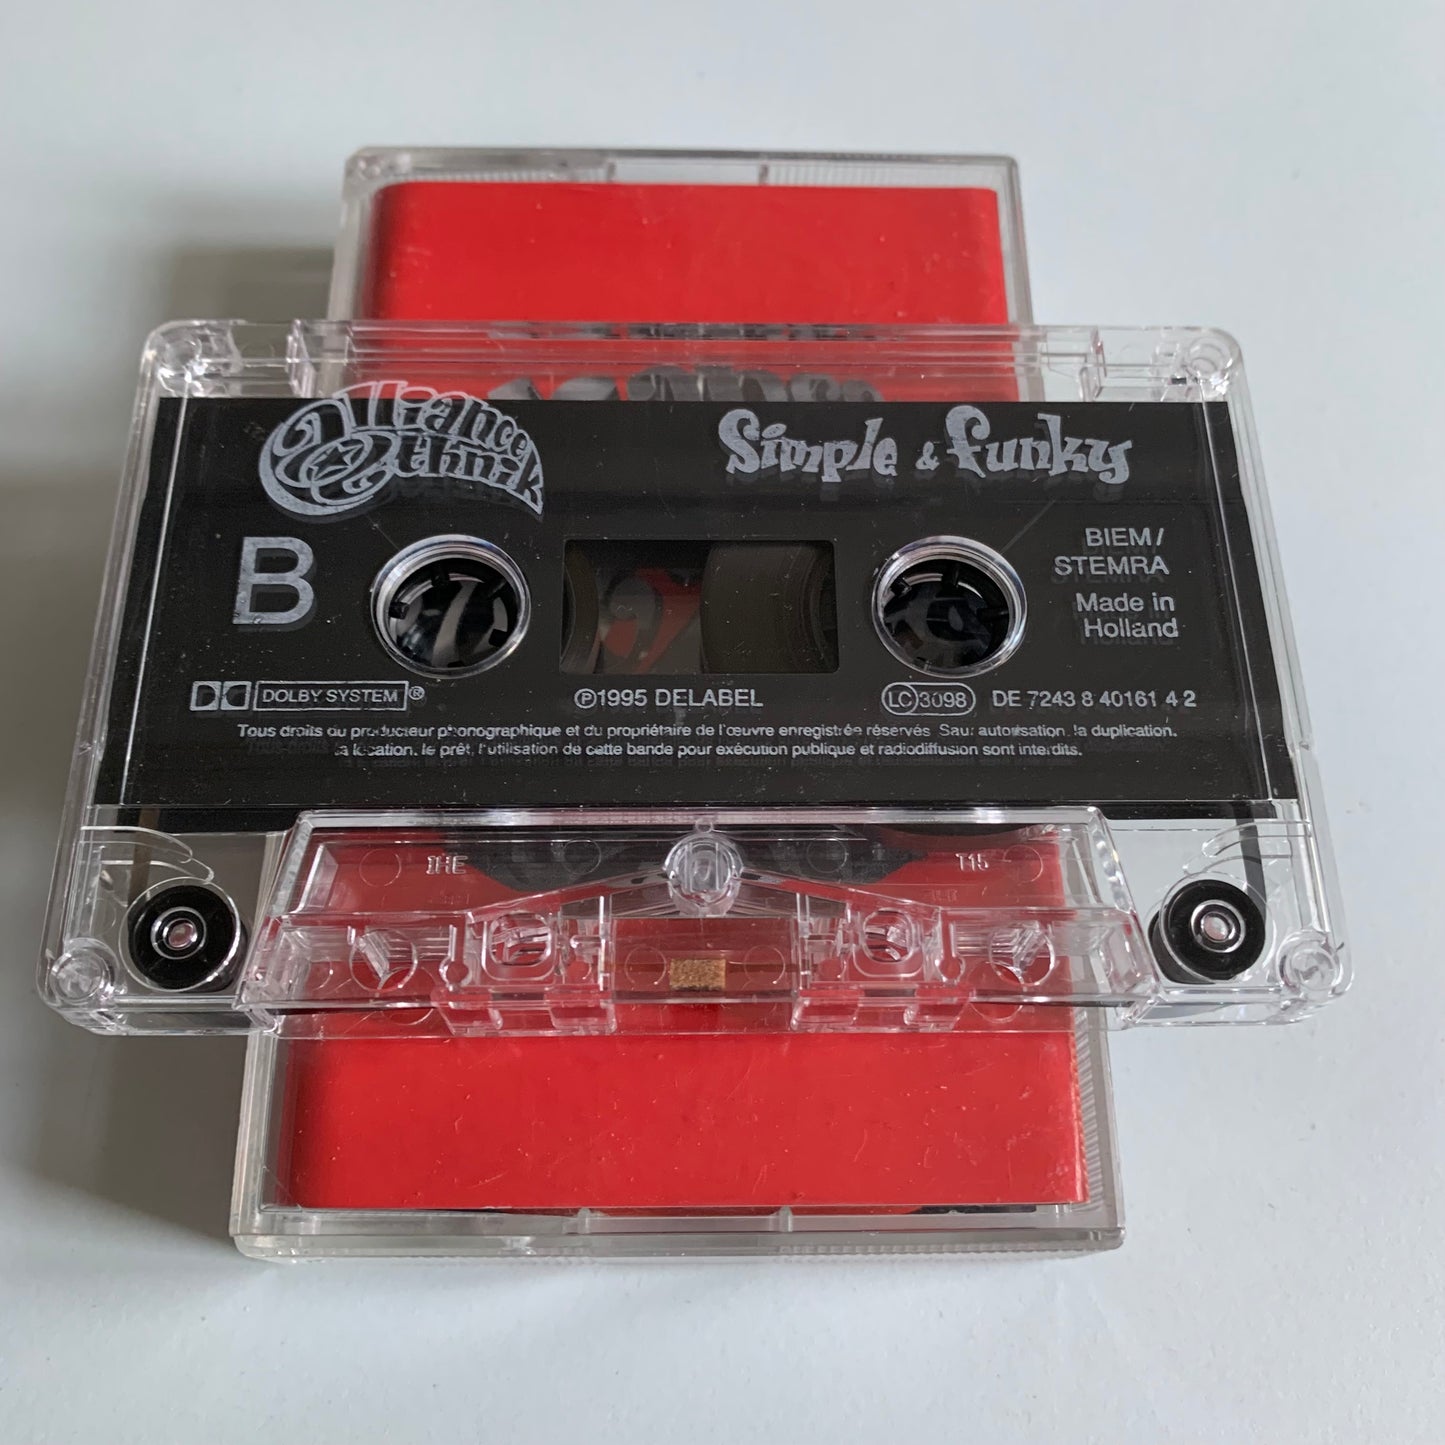 Alliance
Ethnik
Simple & Funky
B
BIEM/
STEMRA
Made in
Holland
DOLBY SYSTEM®
Ⓟ1995 DELABEL
LC 3098
DE 7243 8 40161 4 2
Tous droits du producteur phonographique et du propriétaire de l'œuvre enregistrée réservés. Sauf autorisation, la duplication,
la location, le prêt, l'utilisation de cette bande pour exécution publique et radiodiffusion sont interdits.
T15